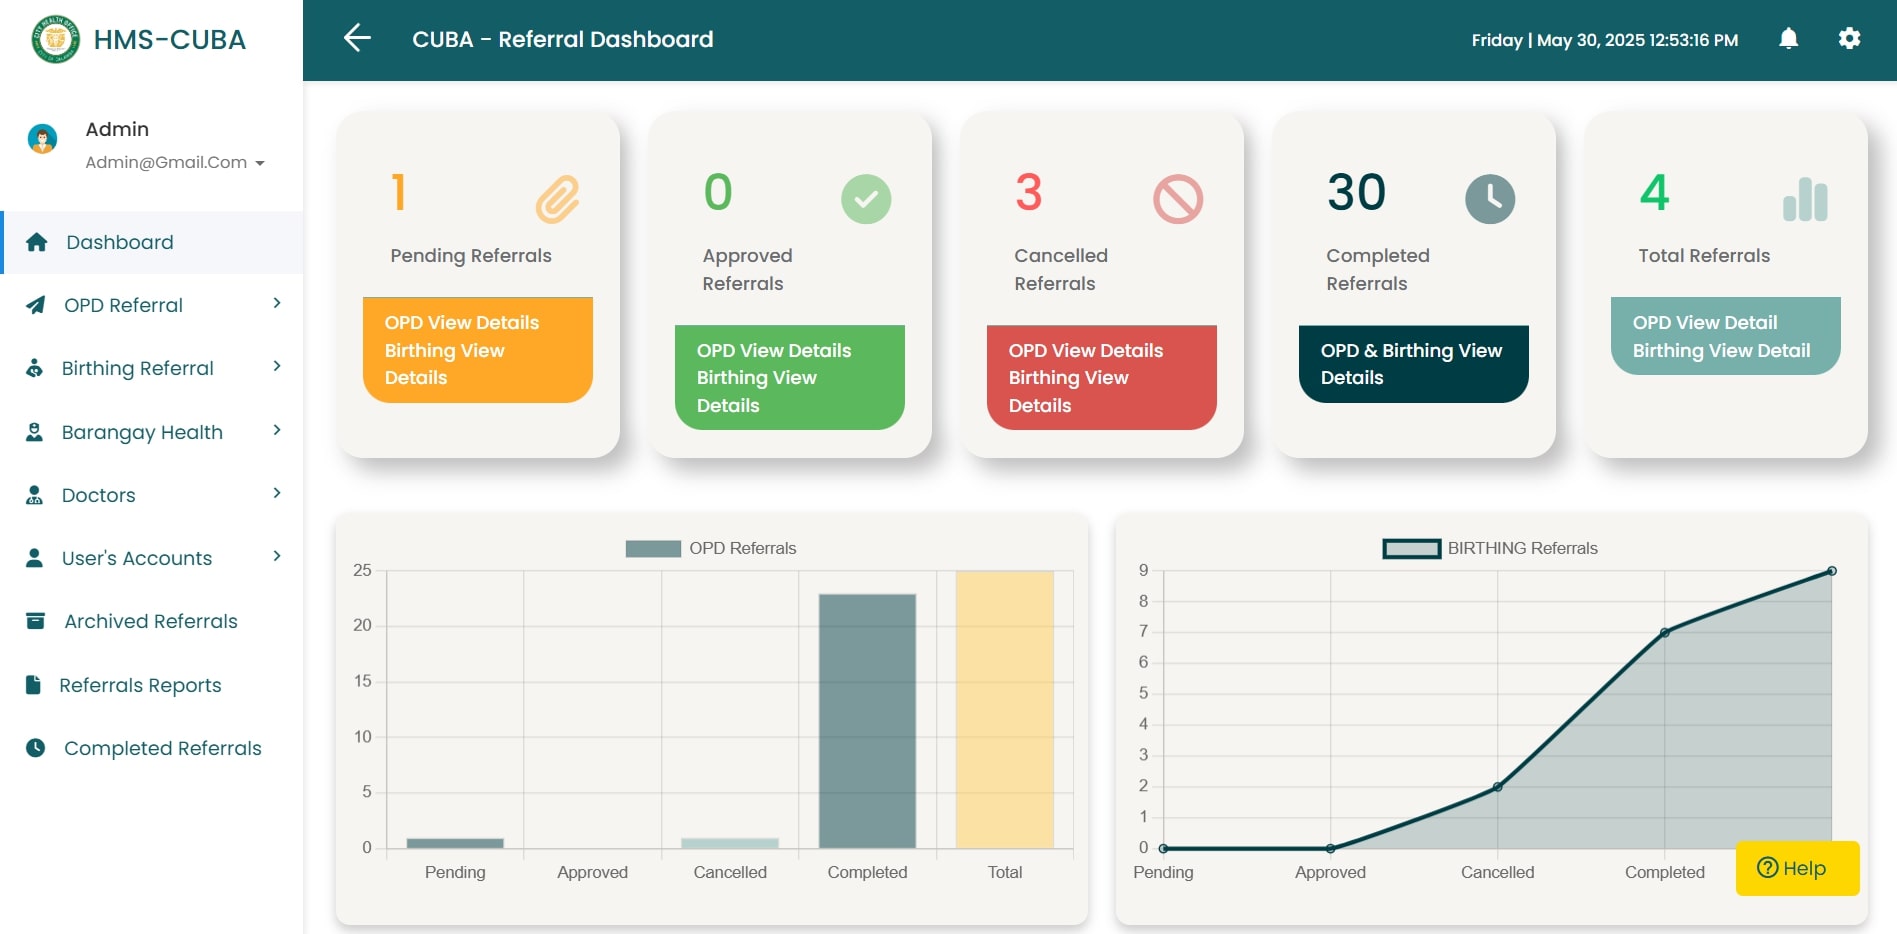 HMS-CUBA
CUBA - Referral Dashboard
Friday | May 30, 2025 12:53:16 PM
Admin
Admin@Gmail.Com
Dashboard
OPD Referral
Birthing Referral
Barangay Health
Doctors
User's Accounts
Archived Referrals
Referrals Reports
Completed Referrals
1
Pending Referrals
OPD View Details
Birthing View
Details
0
Approved
Referrals
OPD View Details
Birthing View
Details
3
Cancelled
Referrals
OPD View Details
Birthing View
Details
30
Completed
Referrals
OPD & Birthing View
Details
4
Total Referrals
OPD View Detail
Birthing View Detail
OPD Referrals
25
20
15
10
5
0
Pending Approved Cancelled Completed Total
BIRTHING Referrals
9
8
7
6
5
4
3
2
1
0
Pending Approved Cancelled Completed
Help